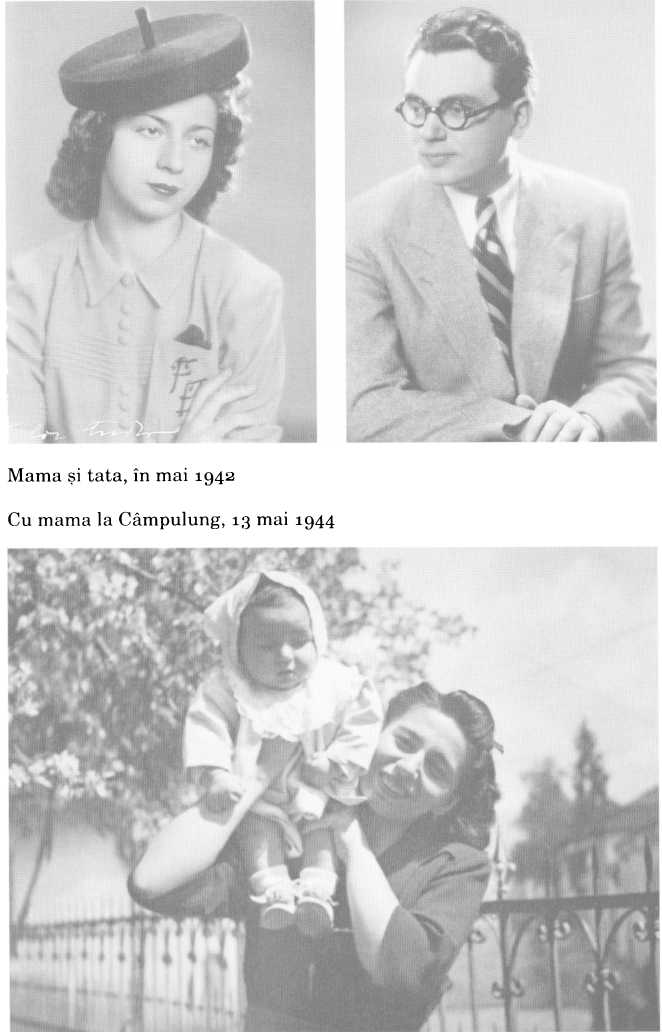 Mama și tata, în mai 1942
Cu mama la Câmpulung, 13 mai 1944